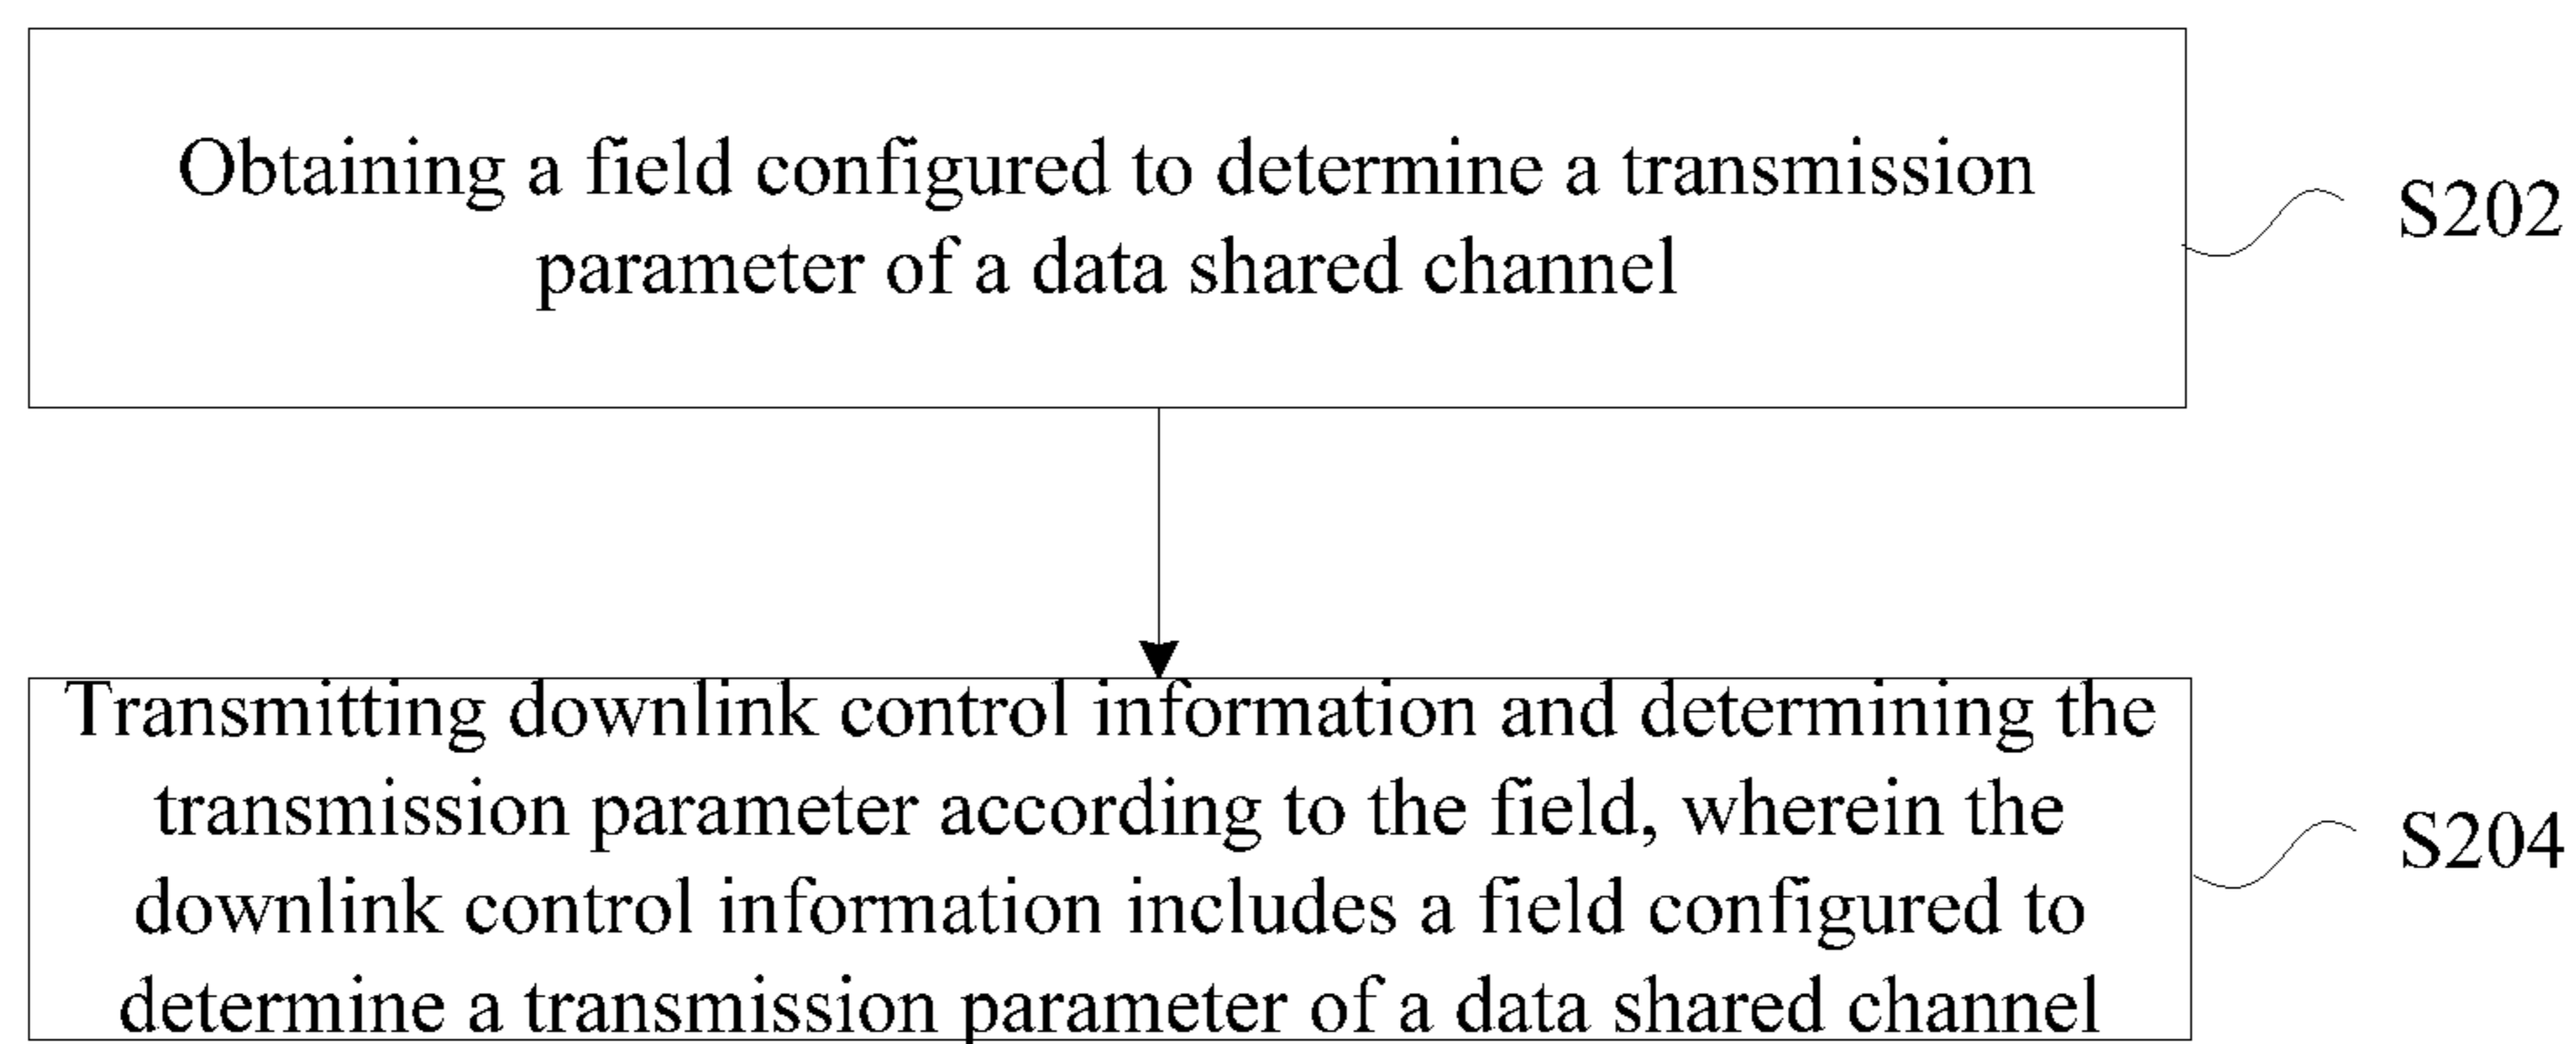 Obtaining a field configured to determine a transmission
parameter of a data shared channel
S202
Transmitting downlink control information and determining the
transmission parameter according to the field, wherein the
downlink control information includes a field configured to
determine a transmission parameter of a data shared channel
S204